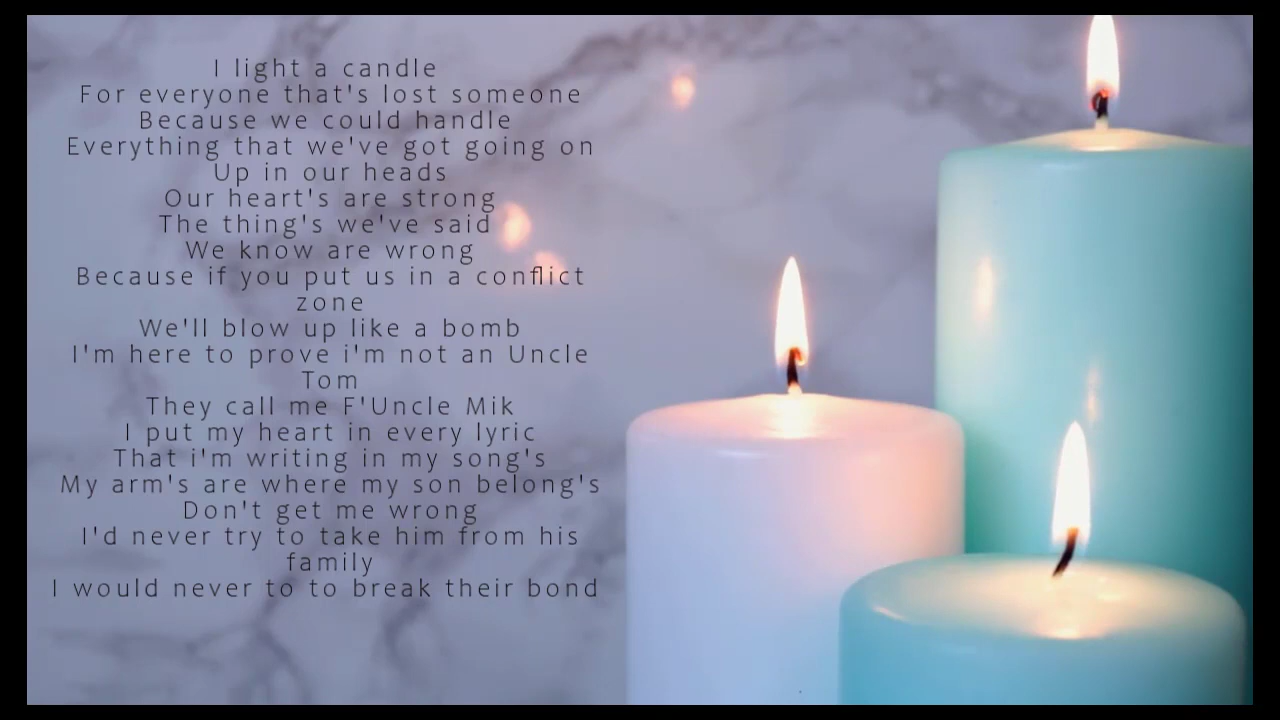 I light a candle
For everyone that's lost someone
Because we could handle
Everything that we've got going on
Up in our heads
Our heart's are strong
The thing's we've said
We know are wrong
Because if you put us in a conflict
zone
We'll blow up like a bomb
I'm here to prove i'm not an Uncle
Tom
They call me F'Uncle Mik
I put my heart in every lyric
That i'm writing in my song's
My arm's are where my son belong's
Don't get me wrong
I'd never try to take him from his
family
I would never to to break their bond